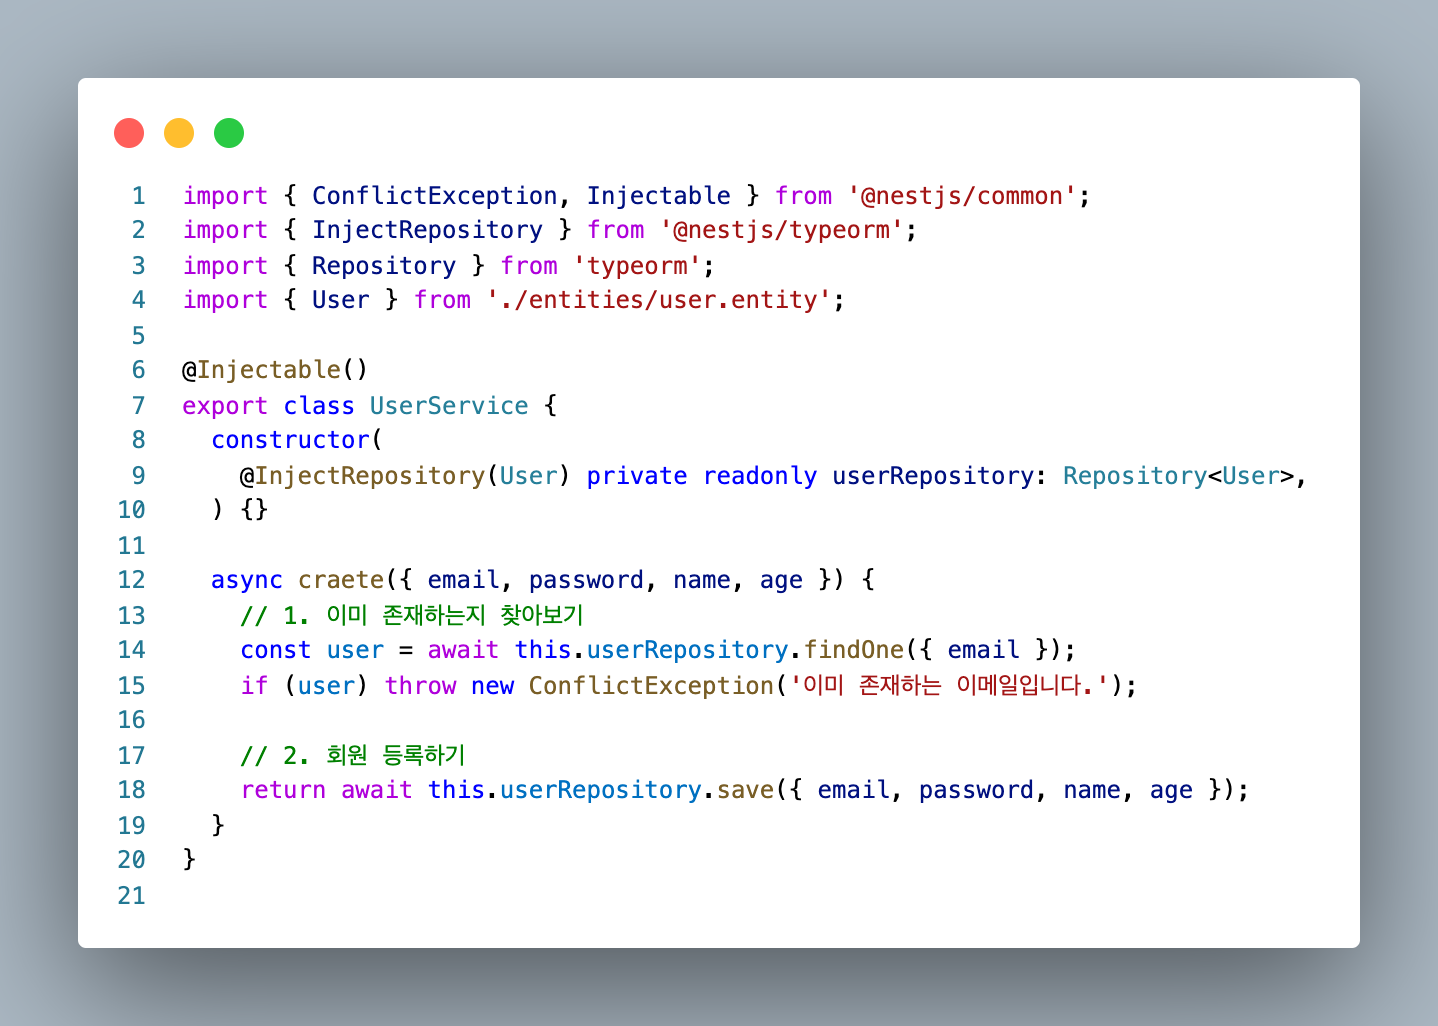 1 import { ConflictException, Injectable } from '@nestjs/common';
2 import { InjectRepository } from '@nestjs/typeorm';
3 import { Repository } from 'typeorm';
4 import { User } from './entities/user.entity';
5
6 @Injectable()
7 export class UserService {
8   constructor(
9     @InjectRepository(User) private readonly userRepository: Repository<User>,
10   ) {}
11
12   async craete({ email, password, name, age }) {
13     // 1. 이미 존재하는지 찾아보기
14     const user = await this.userRepository.findOne({ email });
15     if (user) throw new ConflictException('이미 존재하는 이메일입니다.');
16
17     // 2. 회원 등록하기
18     return await this.userRepository.save({ email, password, name, age });
19   }
20 }
21